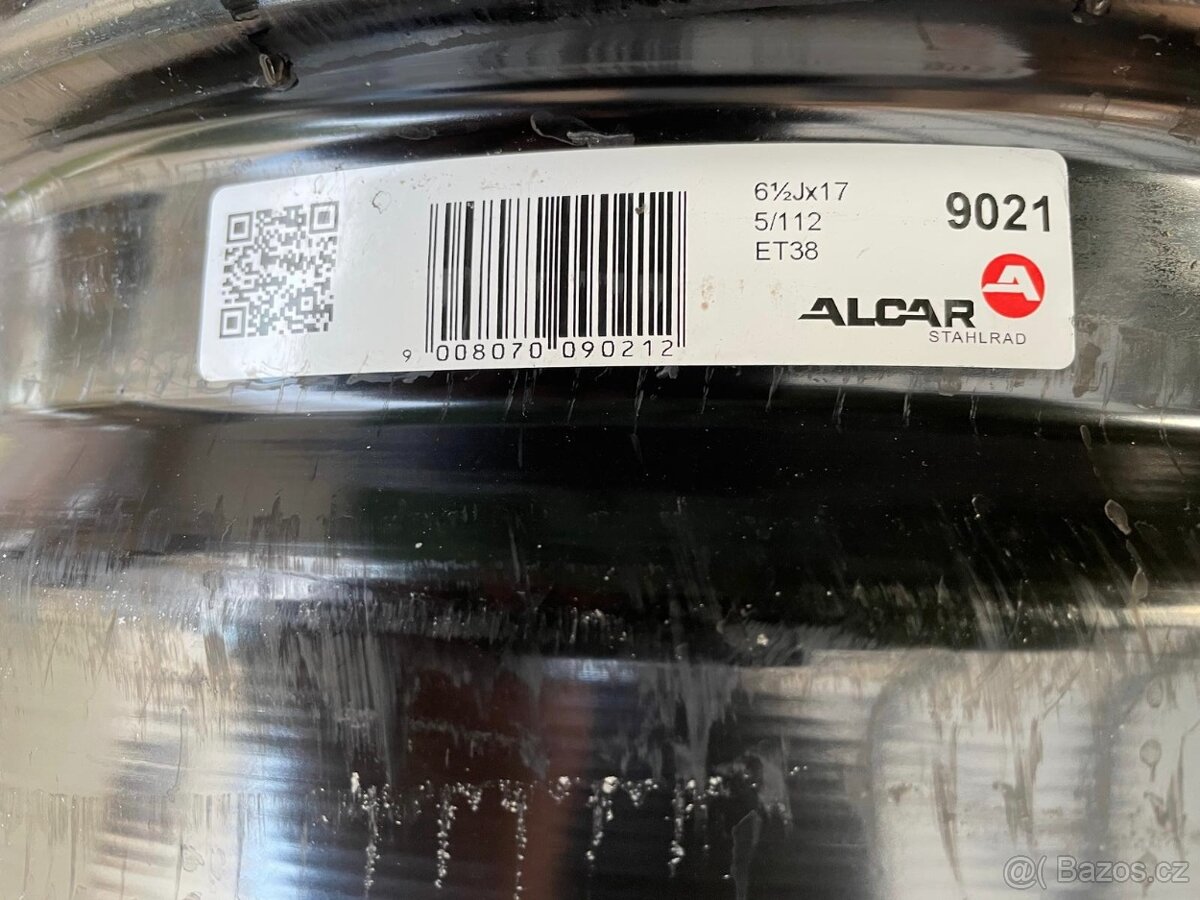 6½Jx17
5/112
ET38
9021
ALCAR
STAHLRAD
9 008070 090212
@( Bazos.cz